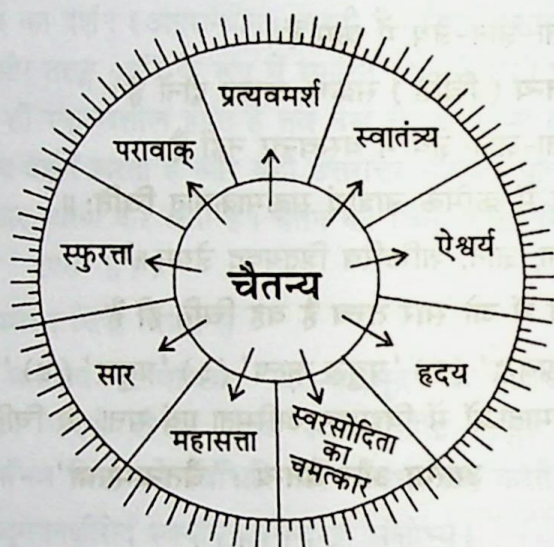 प्रत्यवमर्श
स्वातंत्र्य
ऐश्वर्य
हृदय
स्वरसोदिता
का
चमत्कार
महासत्ता
सार
स्फुरत्ता
परावाक्
चैतन्य